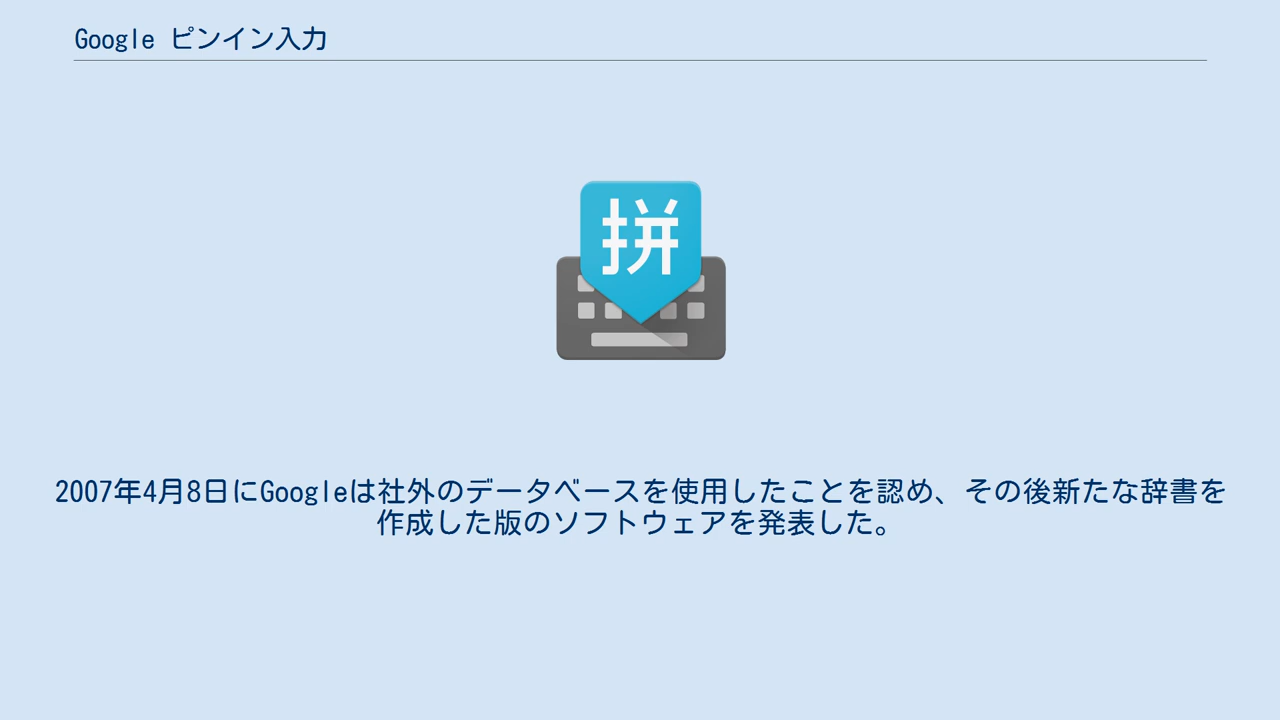 Google ピンイン入力
拼
2007年4月8日にGoogleは社外のデータベースを使用したことを認め、その後新たな辞書を
作成した版のソフトウェアを発表した。